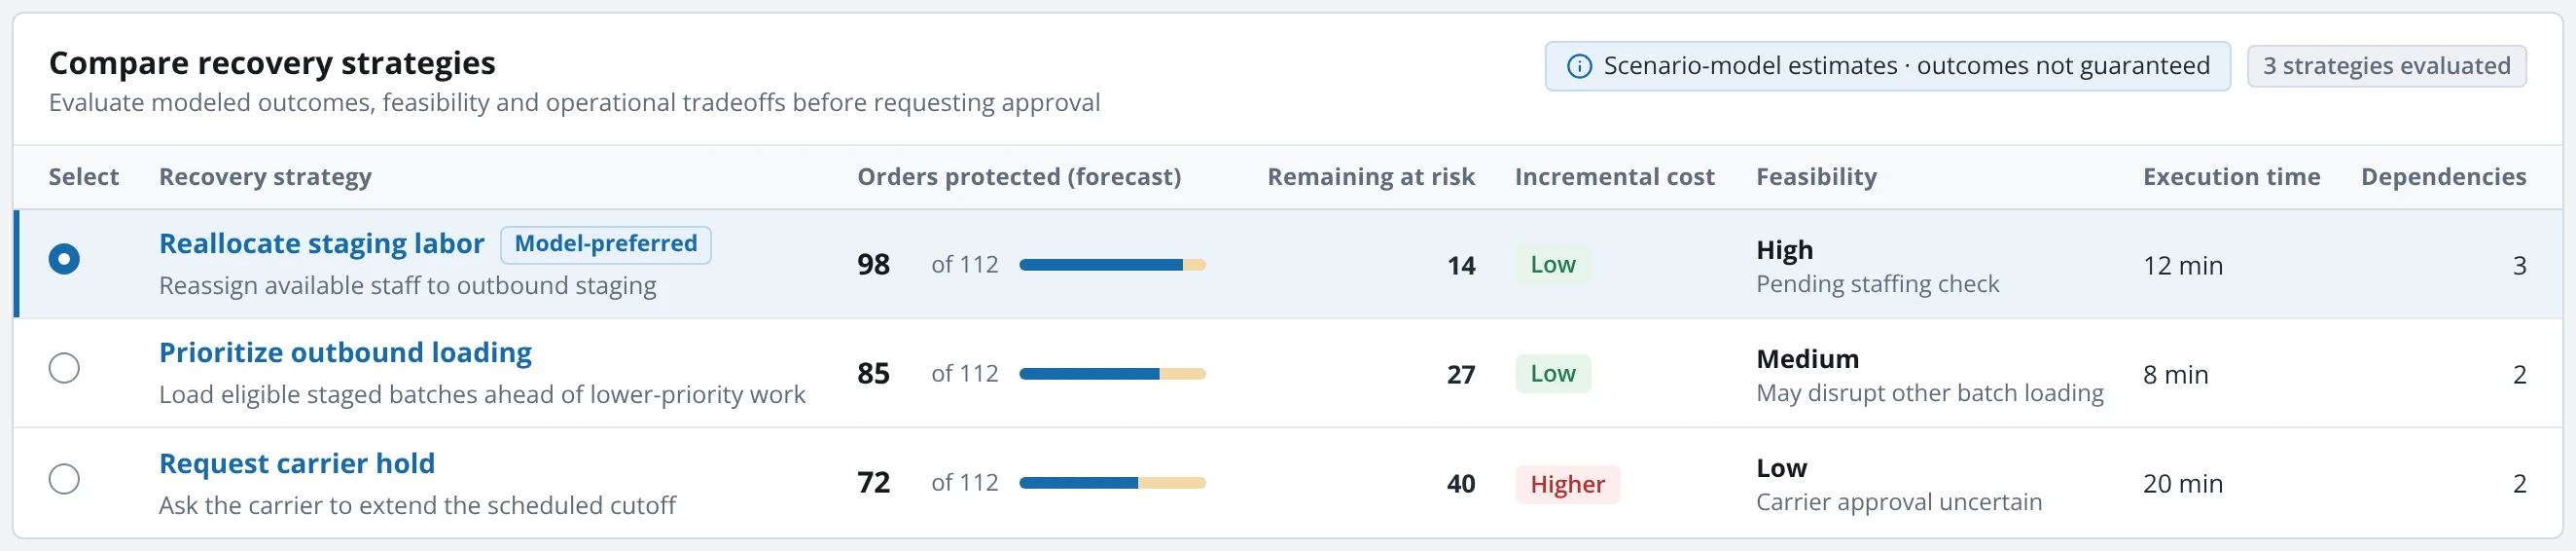 Compare recovery strategies
Evaluate modeled outcomes, feasibility and operational tradeoffs before requesting approval
Scenario-model estimates · outcomes not guaranteed
3 strategies evaluated
Select Recovery strategy Orders protected (forecast) Remaining at risk Incremental cost Feasibility Execution time Dependencies
Reallocate staging labor Model-preferred
Reassign available staff to outbound staging
98 of 112 14 Low
High
Pending staffing check
12 min 3
Prioritize outbound loading
Load eligible staged batches ahead of lower-priority work
85 of 112 27 Low
Medium
May disrupt other batch loading
8 min 2
Request carrier hold
Ask the carrier to extend the scheduled cutoff
72 of 112 40 Higher
Low
Carrier approval uncertain
20 min 2